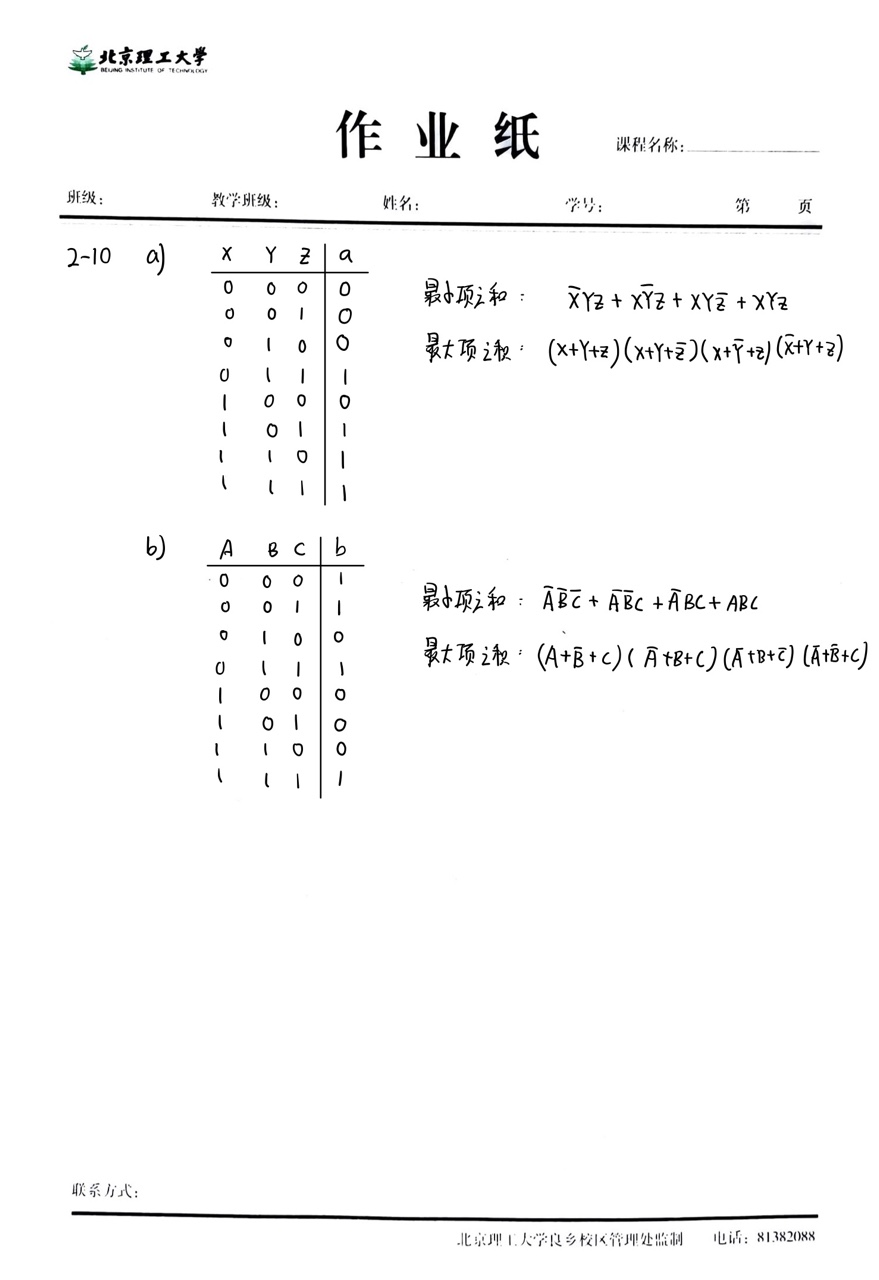 北京理工大学
BEIJING INSTITUTE OF TECHNOLOGY
作业纸
课程名称:
班级: 教学班级: 姓名: 学号: 第 页
2-10 a) X Y Z a
0 0 0 0
0 0 1 0
0 1 0 0
0 1 1 1
1 0 0 0
1 0 1 1
1 1 0 1
1 1 1 1
最小项之和: X̅YZ + XY̅Z + XYZ̅ + XYZ
最大项之积: (X+Y+Z)(X+Y+Z̅)(X+Y̅+Z)(X̅+Y+Z)
b) A B C b
0 0 0 1
0 0 1 1
0 1 0 0
0 1 1 1
1 0 0 0
1 0 1 0
1 1 0 0
1 1 1 1
最小项之和: A̅B̅C̅ + A̅B̅C + A̅BC + ABC
最大项之积: (A+B̅+C)(A̅+B+C)(A̅+B+C̅)(A̅+B̅+C)
联系方式:
北京理工大学良乡校区管理处监制 电话: 81382088